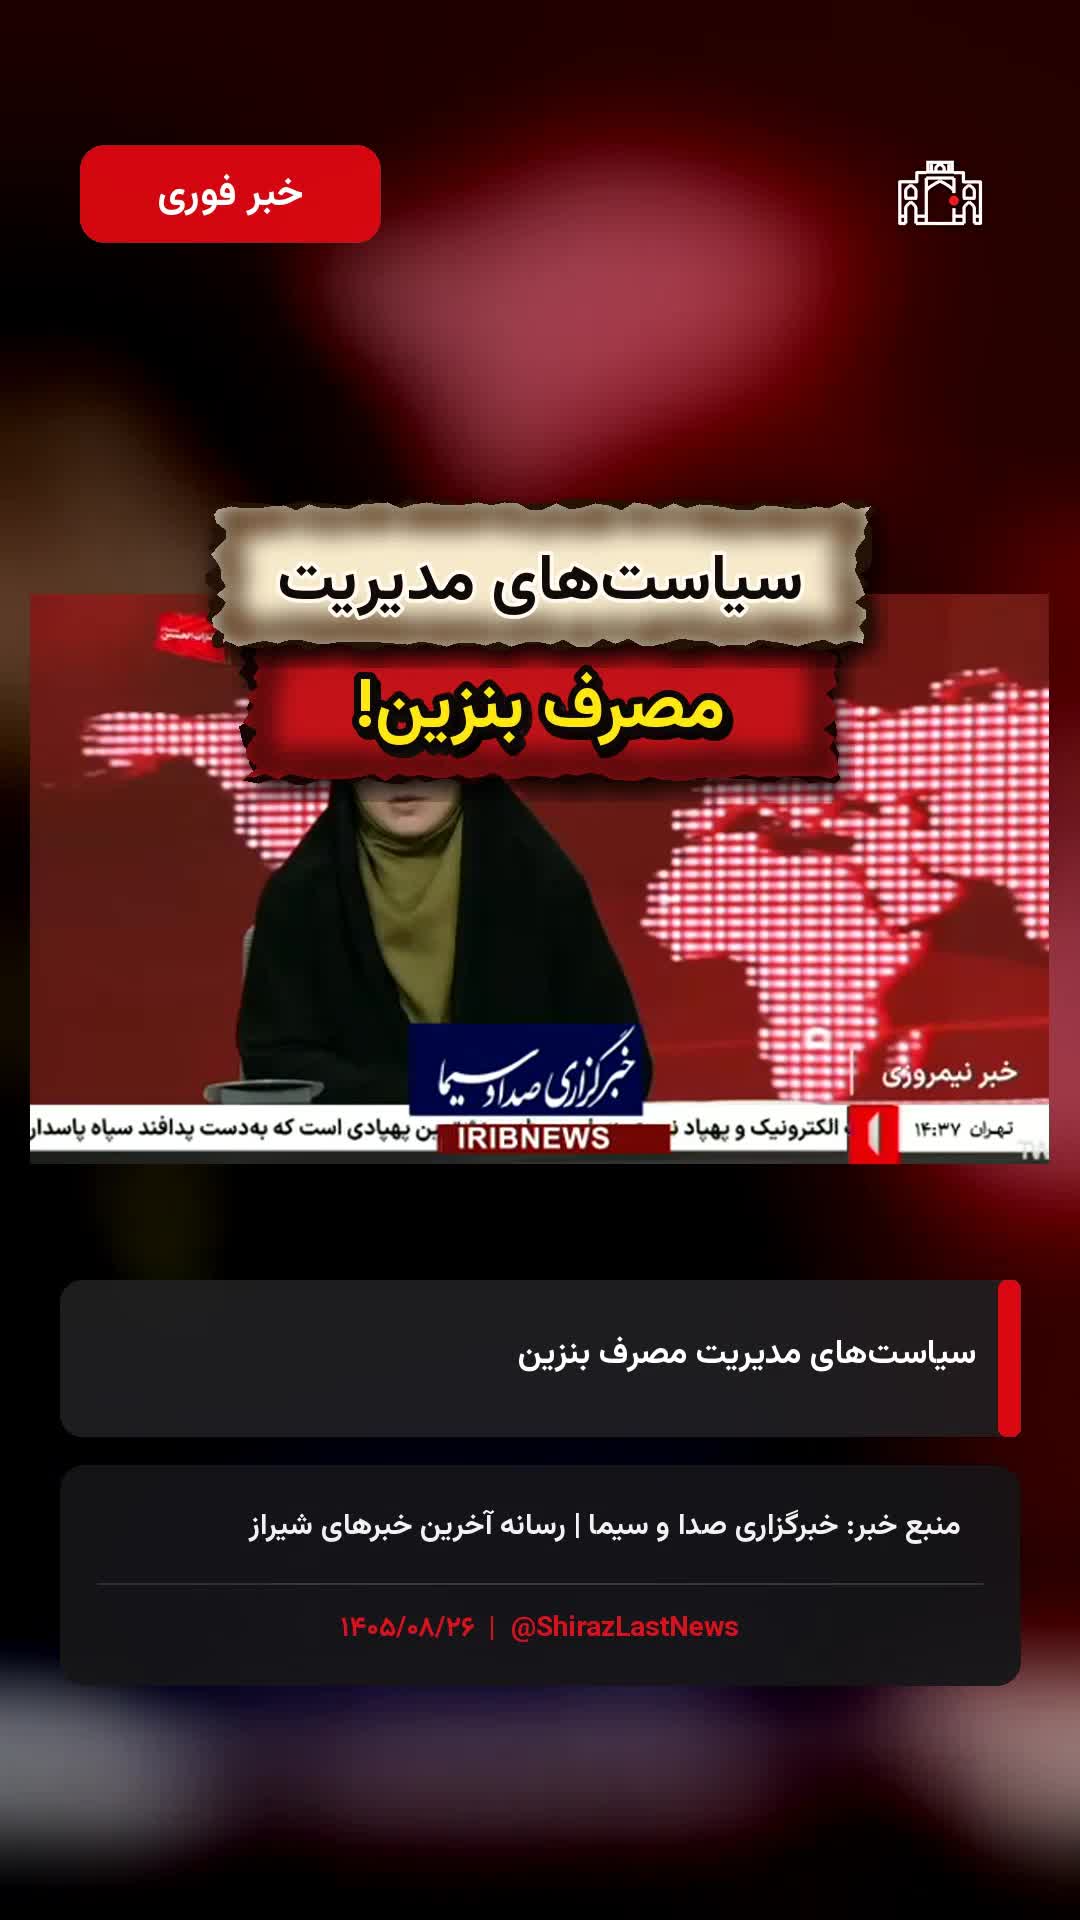 خبر فوری
سیاست‌های مدیریت
مصرف بنزین!
خبر نیمروزی
خبرگزاری صدا و سیما
IRIBNEWS
تهران ۱۴:۳۷
الکترونیک و پهپاد
ین پهپادی است که به‌دست پدافند سپاه پاسدار
سیاست‌های مدیریت مصرف بنزین
منبع خبر: خبرگزاری صدا و سیما | رسانه آخرین خبرهای شیراز
۱۴۰۵/۰۸/۲۶ | @ShirazLastNews